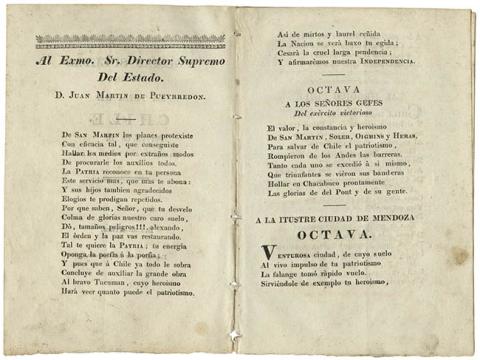 Al Exmo. Sr. Director Supremo
Del Estado.
D. JUAN MARTIN DE PUEYRREDON.
De SAN MARTIN los planes protexiste
Con eficacia tal, que conseguiste
Hallar los medios por extraños modos
De procurarle los auxilios todos.
La PATRIA reconoce en tu persona
Este servicio mas, que mas te abona:
Y sus hijos tambien agradecidos
Elogios te prodigan repetidos.
Por que saben, Señor, que tu desvelo
Colma de glorias nuestro caro suelo,
Dá, tamaños peligros!!! alexando,
El órden y la paz vas restaurando.
Tal te quiere la PATRIA; tu energía
Oponga la porfia á la porfia;
Y pues que á Chile ya todo le sobra
Concluye de auxiliar la grande obra
Al bravo Tucuman, cuyo heroismo
Hará veer quanto puede el patriotismo.
Asi de mirtos y laurel ceñida
La Nacion se verá baxo tu egida;
Cesará la cruel larga pendencia;
Y afirmarémos nuestra INDEPENDENCIA.
OCTAVA
A LOS SEÑORES GEFES
Del exército victorioso
El valor, la constancia y heroismo
De SAN MARTIN, SOLER, OIGHINS y HERAS,
Para salvar de Chile el patriotismo,
Rompieron de los Andes las barreras.
Tanto cada uno se excedió á si mismo,
Que triunfantes se viéron sus banderas
Hollar en Chacabuco prontamente
Las glorias de del Pont y de su gente.
A LA ITUSTRE CIUDAD DE MENDOZA
OCTAVA.
VENTUROSA ciudad, de cuyo suelo
Al vivo impulso de tu patriotismo
La falange tomó ràpido vuelo.
Sirviéndole de exemplo tu heroismo,